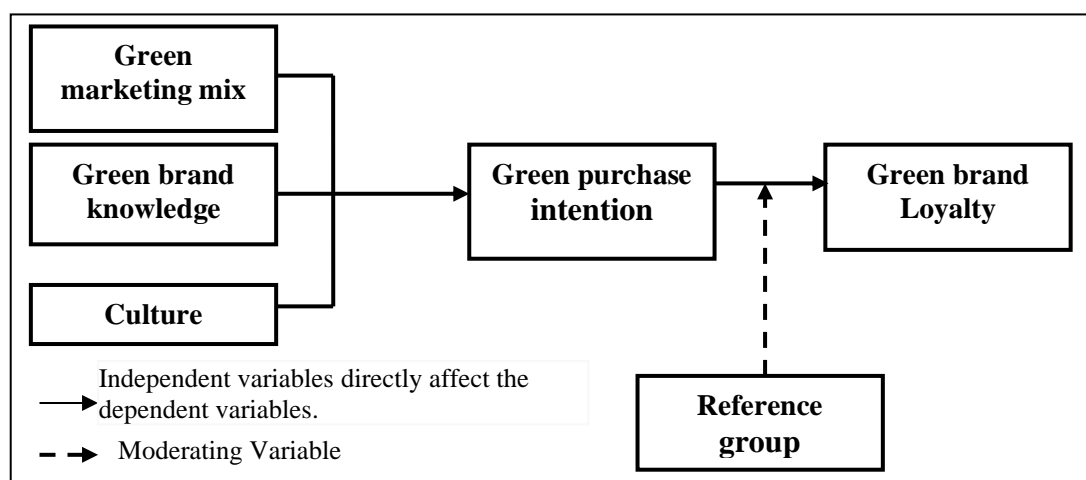 Green
marketing mix
Green brand
knowledge
Culture
Green purchase
intention
Green brand
Loyalty
Reference
group
Independent variables directly affect the
dependent variables.
Moderating Variable